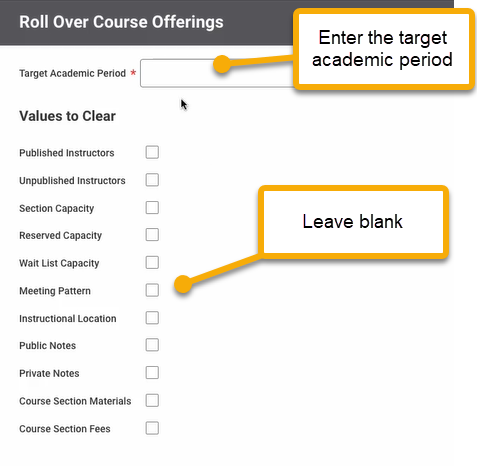 Roll Over Course Offerings
Enter the target
academic period
Target Academic Period *
Values to Clear
Published Instructors
Unpublished Instructors
Section Capacity
Reserved Capacity
Leave blank
Wait List Capacity
Meeting Pattern
Instructional Location
Public Notes
Private Notes
Course Section Materials
Course Section Fees